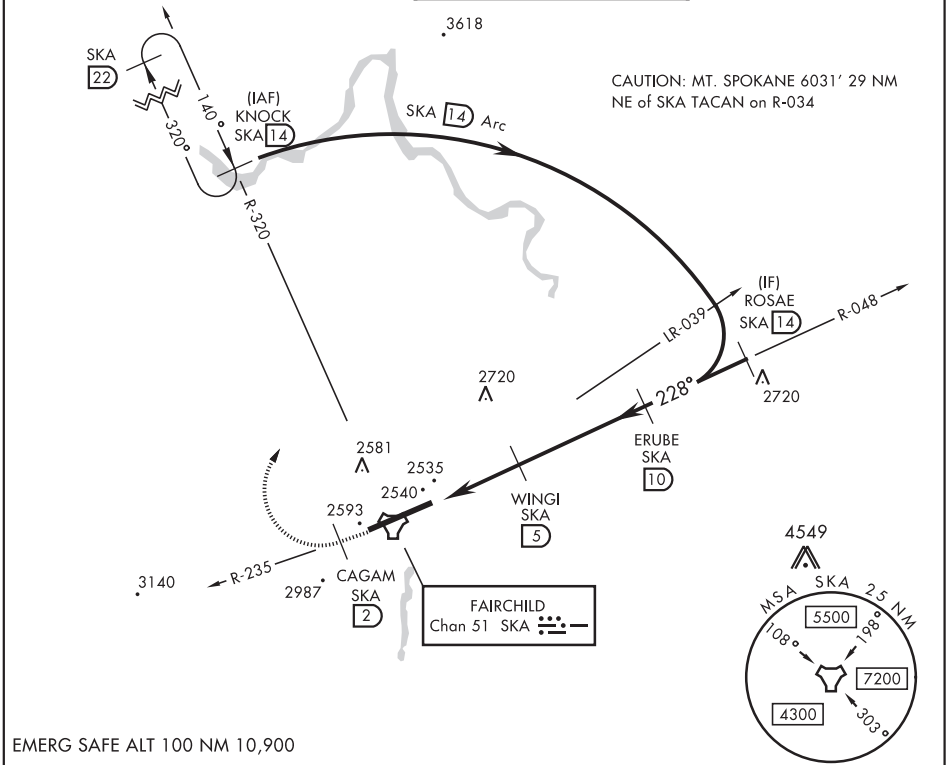 3618
SKA
22
CAUTION: MT. SPOKANE 6031' 29 NM
NE of SKA TACAN on R-034
(IAF)
KNOCK
SKA 14
SKA 14 Arc
140°
320°
R-320
LR-039
(IF)
ROSAE
SKA 14
R-048
2720
228°
2720
ERUBE
SKA
10
2581
2535
2540
2593
WINGI
SKA
5
R-235
3140
2987
CAGAM
SKA
2
FAIRCHILD
Chan 51 SKA
4549
MSA SKA 25 NM
5500
108°
198°
7200
4300
303°
EMERG SAFE ALT 100 NM 10,900